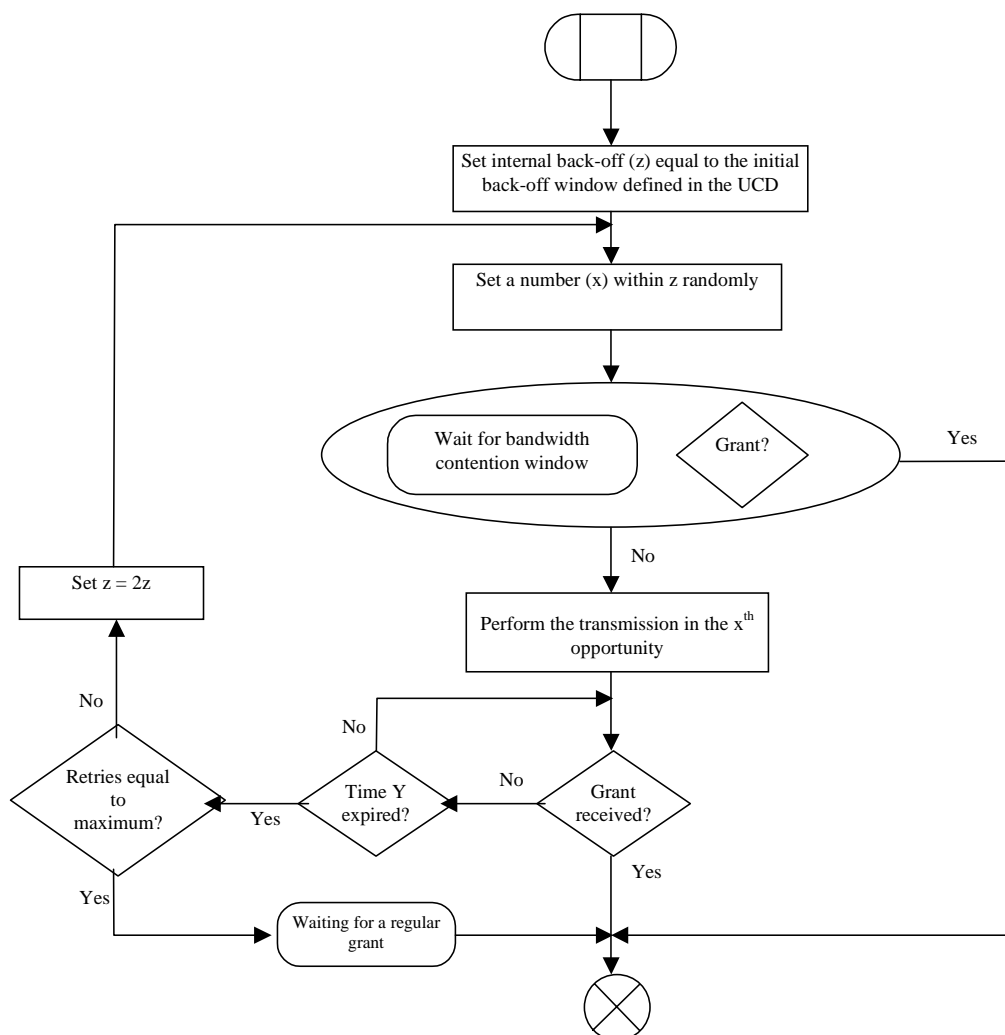 Set internal back-off (z) equal to the initial
back-off window defined in the UCD
Set a number (x) within z randomly
Wait for bandwidth
contention window
Grant?
Yes
No
Set z = 2z
Perform the transmission in the xth
opportunity
No
No
Retries equal
to
maximum?
Yes
Time Y
expired?
No
Grant
received?
Yes
Yes
Waiting for a regular
grant